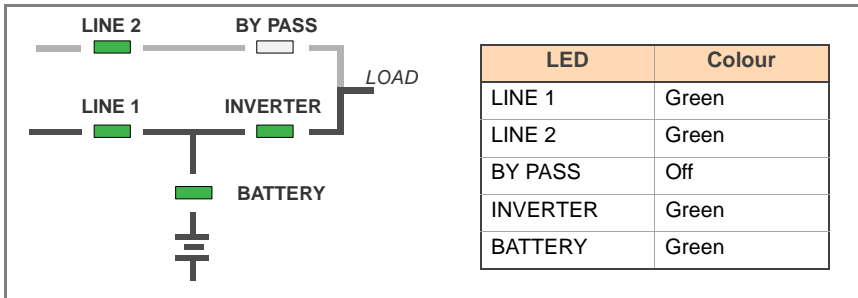 LINE 2 BY PASS
LOAD
LINE 1 INVERTER
BATTERY
LED Colour
LINE 1 Green
LINE 2 Green
BY PASS Off
INVERTER Green
BATTERY Green